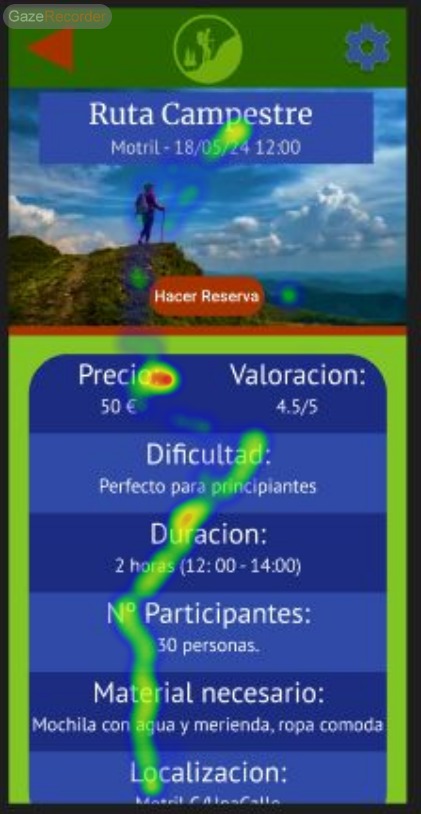 GazeRecorder
Ruta Campestre
Motril - 18/05/24 12:00
Hacer Reserva
Precio: Valoracion:
50 € 4.5/5
Dificultad:
Perfecto para principiantes
Duracion:
2 horas (12: 00 - 14:00)
Nº Participantes:
30 personas.
Material necesario:
Mochila con agua y merienda, ropa comoda
Localizacion:
Motril C/UnaCalle